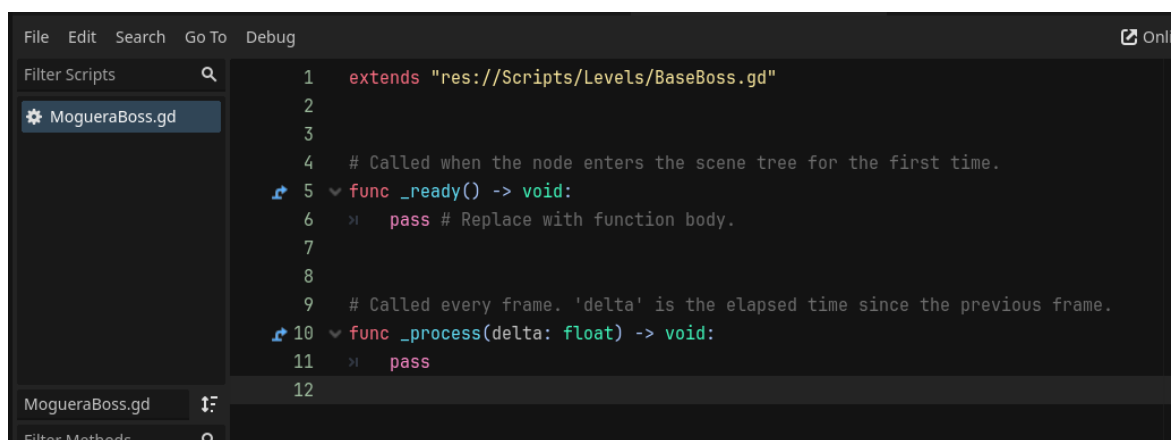 File Edit Search Go To Debug
Filter Scripts
MogueraBoss.gd
1 extends "res://Scripts/Levels/BaseBoss.gd"
2
3
4 # Called when the node enters the scene tree for the first time.
5 func _ready() -> void:
6 pass # Replace with function body.
7
8
9 # Called every frame. 'delta' is the elapsed time since the previous frame.
10 func _process(delta: float) -> void:
11 pass
12
MogueraBoss.gd
Filter Methods